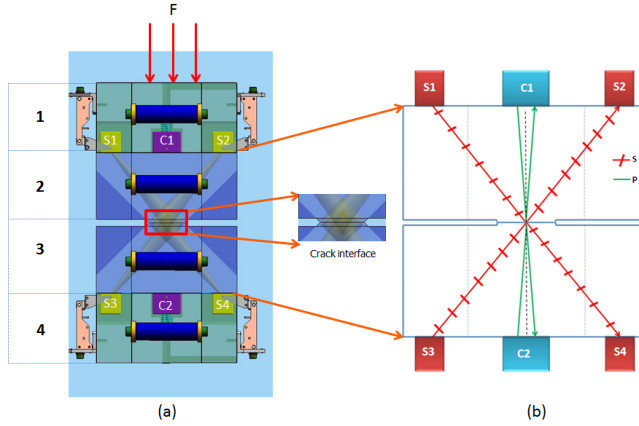 F
1
S1 C1 S2
2
3
S3 C2 S4
4
Crack interface
(a)
S1 C1 S2
S
P
S3 C2 S4
(b)